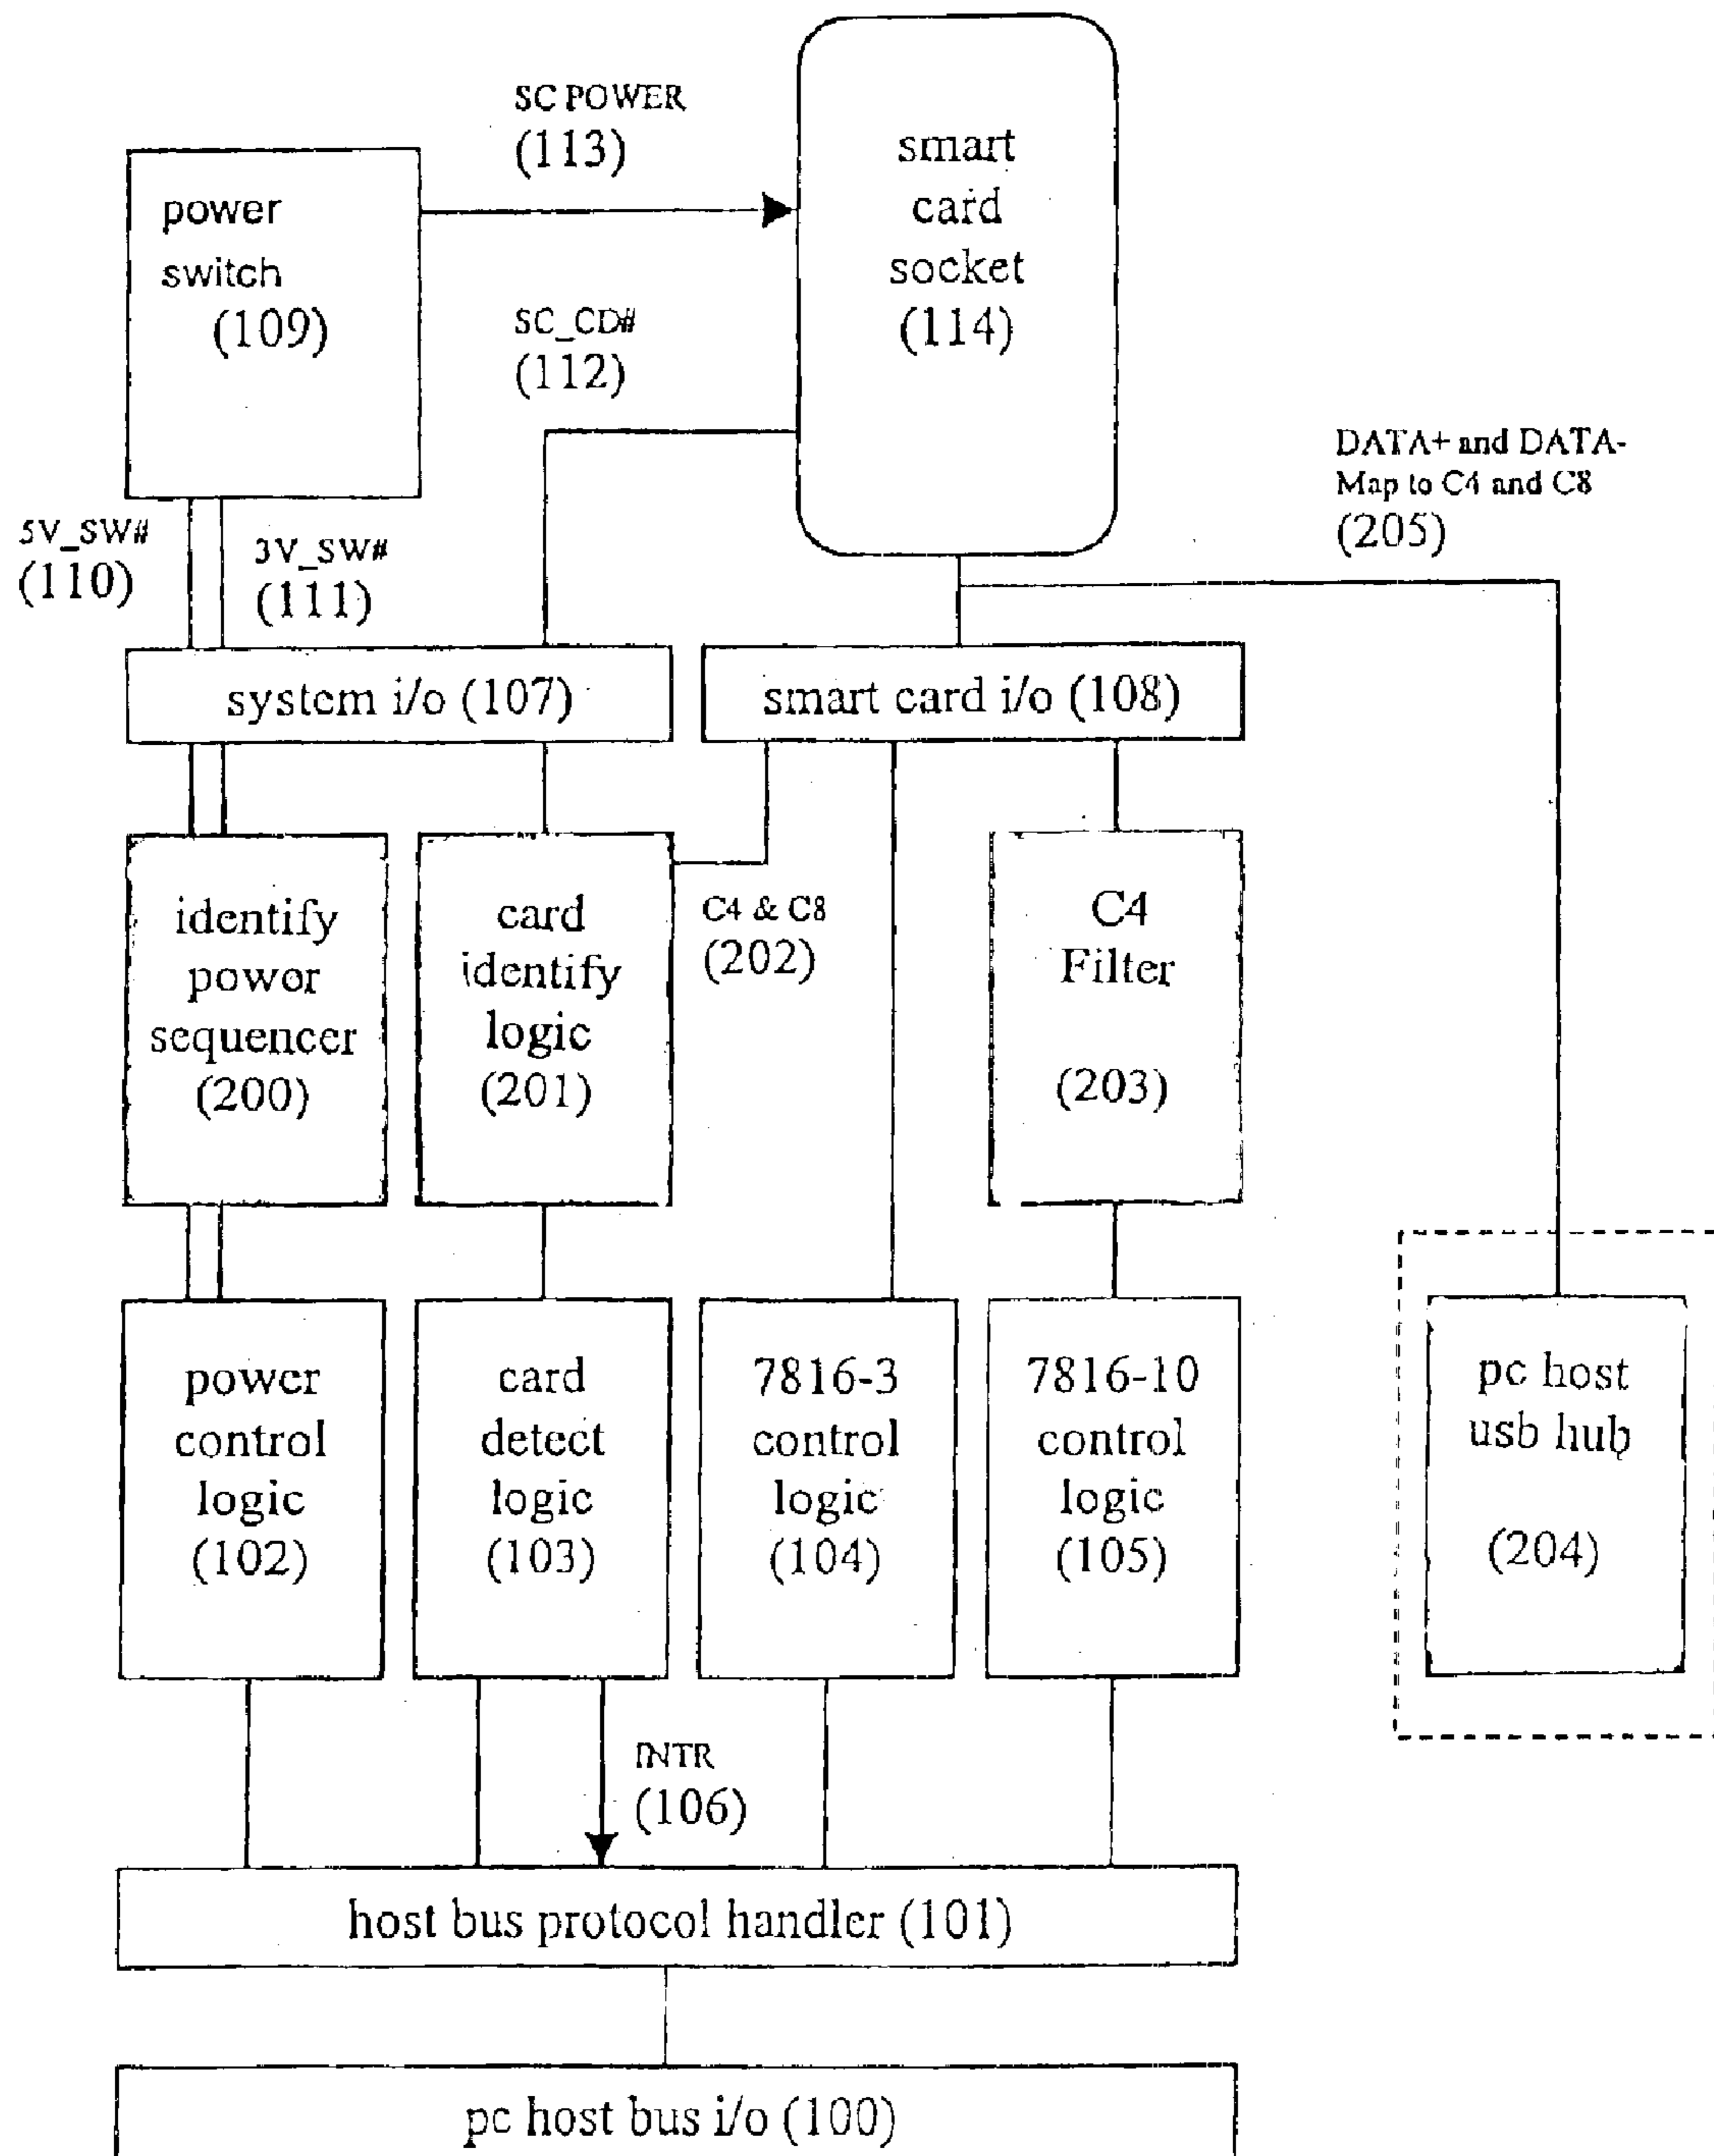 SC POWER
(113)
smart
card
socket
(114)
power
switch
(109)
SC_CD#
(112)
DATA+ and DATA-
Map to C4 and C8
(205)
5V_SW#
(110)
3V_SW#
(111)
system i/o (107)
smart card i/o (108)
identify
power
sequencer
(200)
card
identify
logic
(201)
C4 & C8
(202)
C4
Filter
(203)
power
control
logic
(102)
card
detect
logic
(103)
7816-3
control
logic
(104)
7816-10
control
logic
(105)
pc host
usb hub
(204)
INTR
(106)
host bus protocol handler (101)
pc host bus i/o (100)